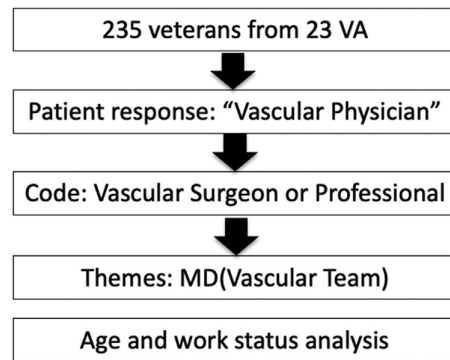 235 veterans from 23 VA
Patient response: “Vascular Physician”
Code: Vascular Surgeon or Professional
Themes: MD(Vascular Team)
Age and work status analysis